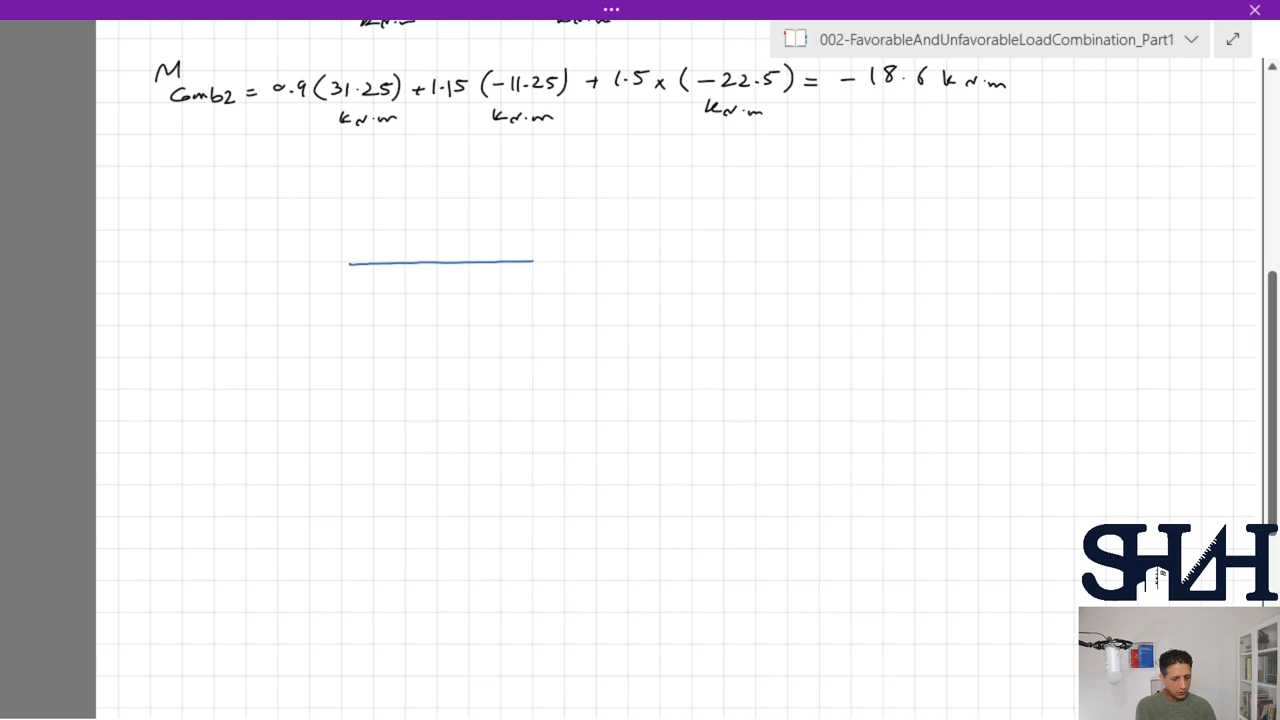 002-FavorableAndUnfavorableLoadCombination_Part1
M Comb2 = 0.9 (31.25) + 1.15 (-11.25) + 1.5 x (-22.5) = - 18.6 kN.m
kN.m kN.m kN.m
SHAH